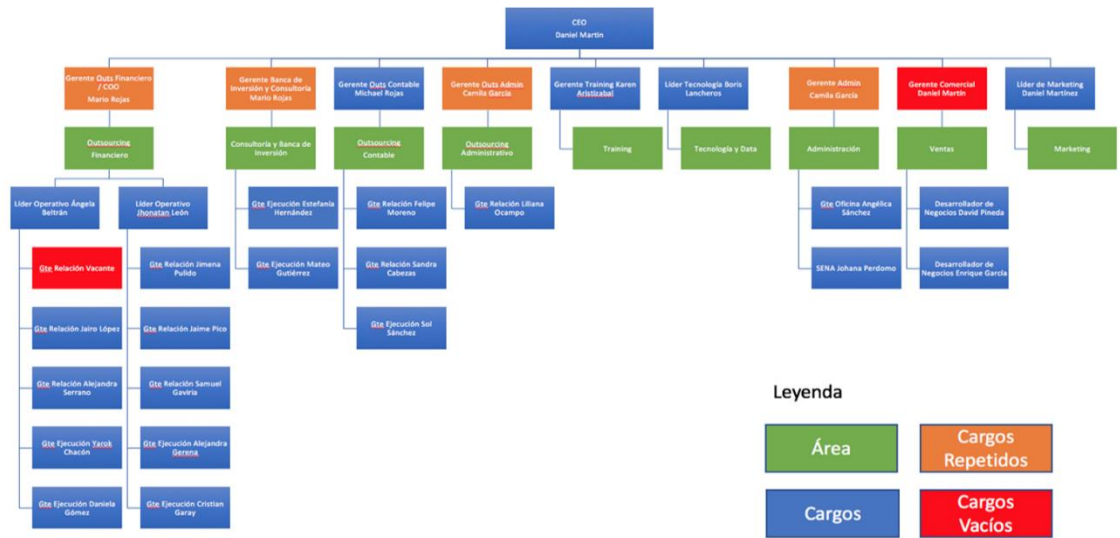 CEO
Daniel Martin
Gerente Outs Financiero
/ COO
Mario Rojas
Gerente Banca de
Inversión y Consultoría
Mario Rojas
Gerente Outs Contable
Michael Rojas
Gerente Outs Admin
Camila García
Gerente Training Karen
Aristizabal
Líder Tecnología Boris
Lancheros
Gerente Admin
Camila García
Gerente Comercial
Daniel Martin
Líder de Marketing
Daniel Martínez
Outsourcing
Financiero
Consultoría y Banca de
Inversión
Outsourcing
Contable
Outsourcing
Administrativo
Training
Tecnología y Data
Administración
Ventas
Marketing
Líder Operativo Ángela
Beltrán
Líder Operativo
Jhonatan León
Gte Ejecución Estefanía
Hernández
Gte Relación Felipe
Moreno
Gte Relación Liliana
Ocampo
Gte Oficina Angélica
Sánchez
Desarrollador de
Negocios David Pineda
Gte Relación Vacante
Gte Relación Jimena
Pulido
Gte Ejecución Mateo
Gutiérrez
Gte Relación Sandra
Cabezas
SENA Johana Perdomo
Desarrollador de
Negocios Enrique García
Gte Relación Jairo López
Gte Relación Jaime Pico
Gte Ejecución Sol
Sánchez
Gte Relación Alejandra
Serrano
Gte Relación Samuel
Gaviria
Gte Ejecución Yarok
Chacón
Gte Ejecución Alejandra
Gerena
Gte Ejecución Daniela
Gómez
Gte Ejecución Cristian
Garay
Leyenda
Área
Cargos
Repetidos
Cargos
Cargos
Vacíos